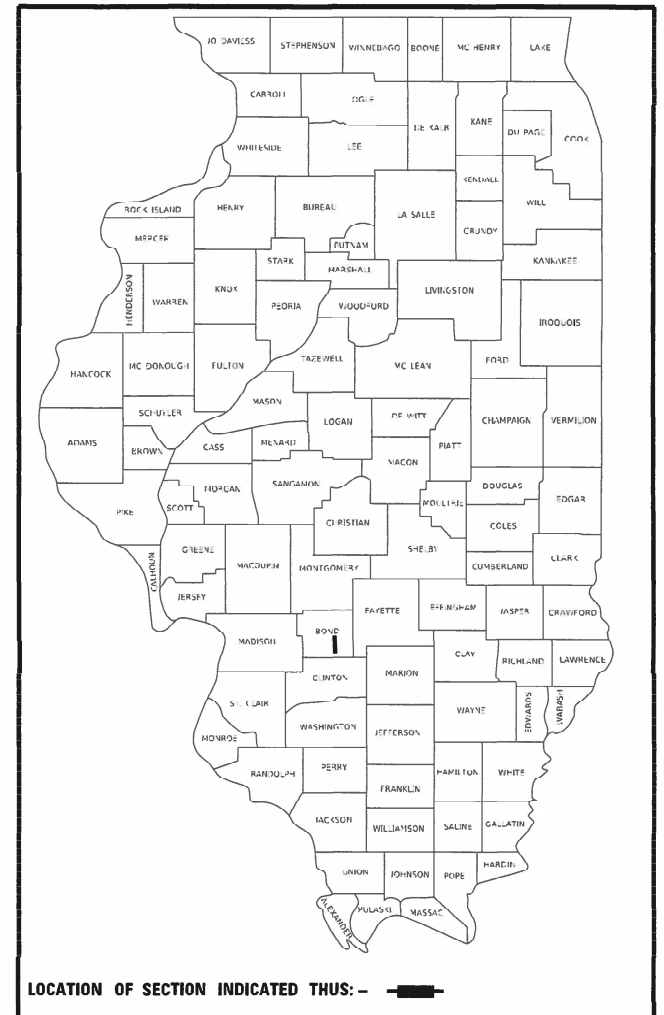 JO DAVIESS STEPHENSON WINNEBAGO BOONE MC HENRY LAKE
CARROLL OGLE DE KALB KANE DU PAGE COOK
WHITESIDE LEE
KENDALL
ROCK ISLAND HENRY BUREAU LA SALLE WILL
GRUNDY
MERCER PUTNAM
STARK MARSHALL KANKAKEE
HENDERSON WARREN KNOX PEORIA WOODFORD LIVINGSTON
IROQUOIS
HANCOCK MC DONOUGH FULTON TAZEWELL MC LEAN FORD
MASON
SCHUYLER LOGAN DE WITT CHAMPAIGN VERMILION
ADAMS BROWN CASS MENARD PIATT
MACON
PIKE SCOTT MORGAN SANGAMON MOULTRIE DOUGLAS EDGAR
CHRISTIAN COLES
CALHOUN GREENE MACOUPIN MONTGOMERY SHELBY CUMBERLAND CLARK
JERSEY
FAYETTE EFFINGHAM JASPER CRAWFORD
MADISON BOND
CLAY RICHLAND LAWRENCE
CLINTON MARION
ST. CLAIR WAYNE EDWARDS WABASH
WASHINGTON JEFFERSON
MONROE
RANDOLPH PERRY HAMILTON WHITE
FRANKLIN
JACKSON WILLIAMSON SALINE GALLATIN
UNION JOHNSON POPE HARDIN
ALEXANDER PULASKI MASSAC
LOCATION OF SECTION INDICATED THUS: –